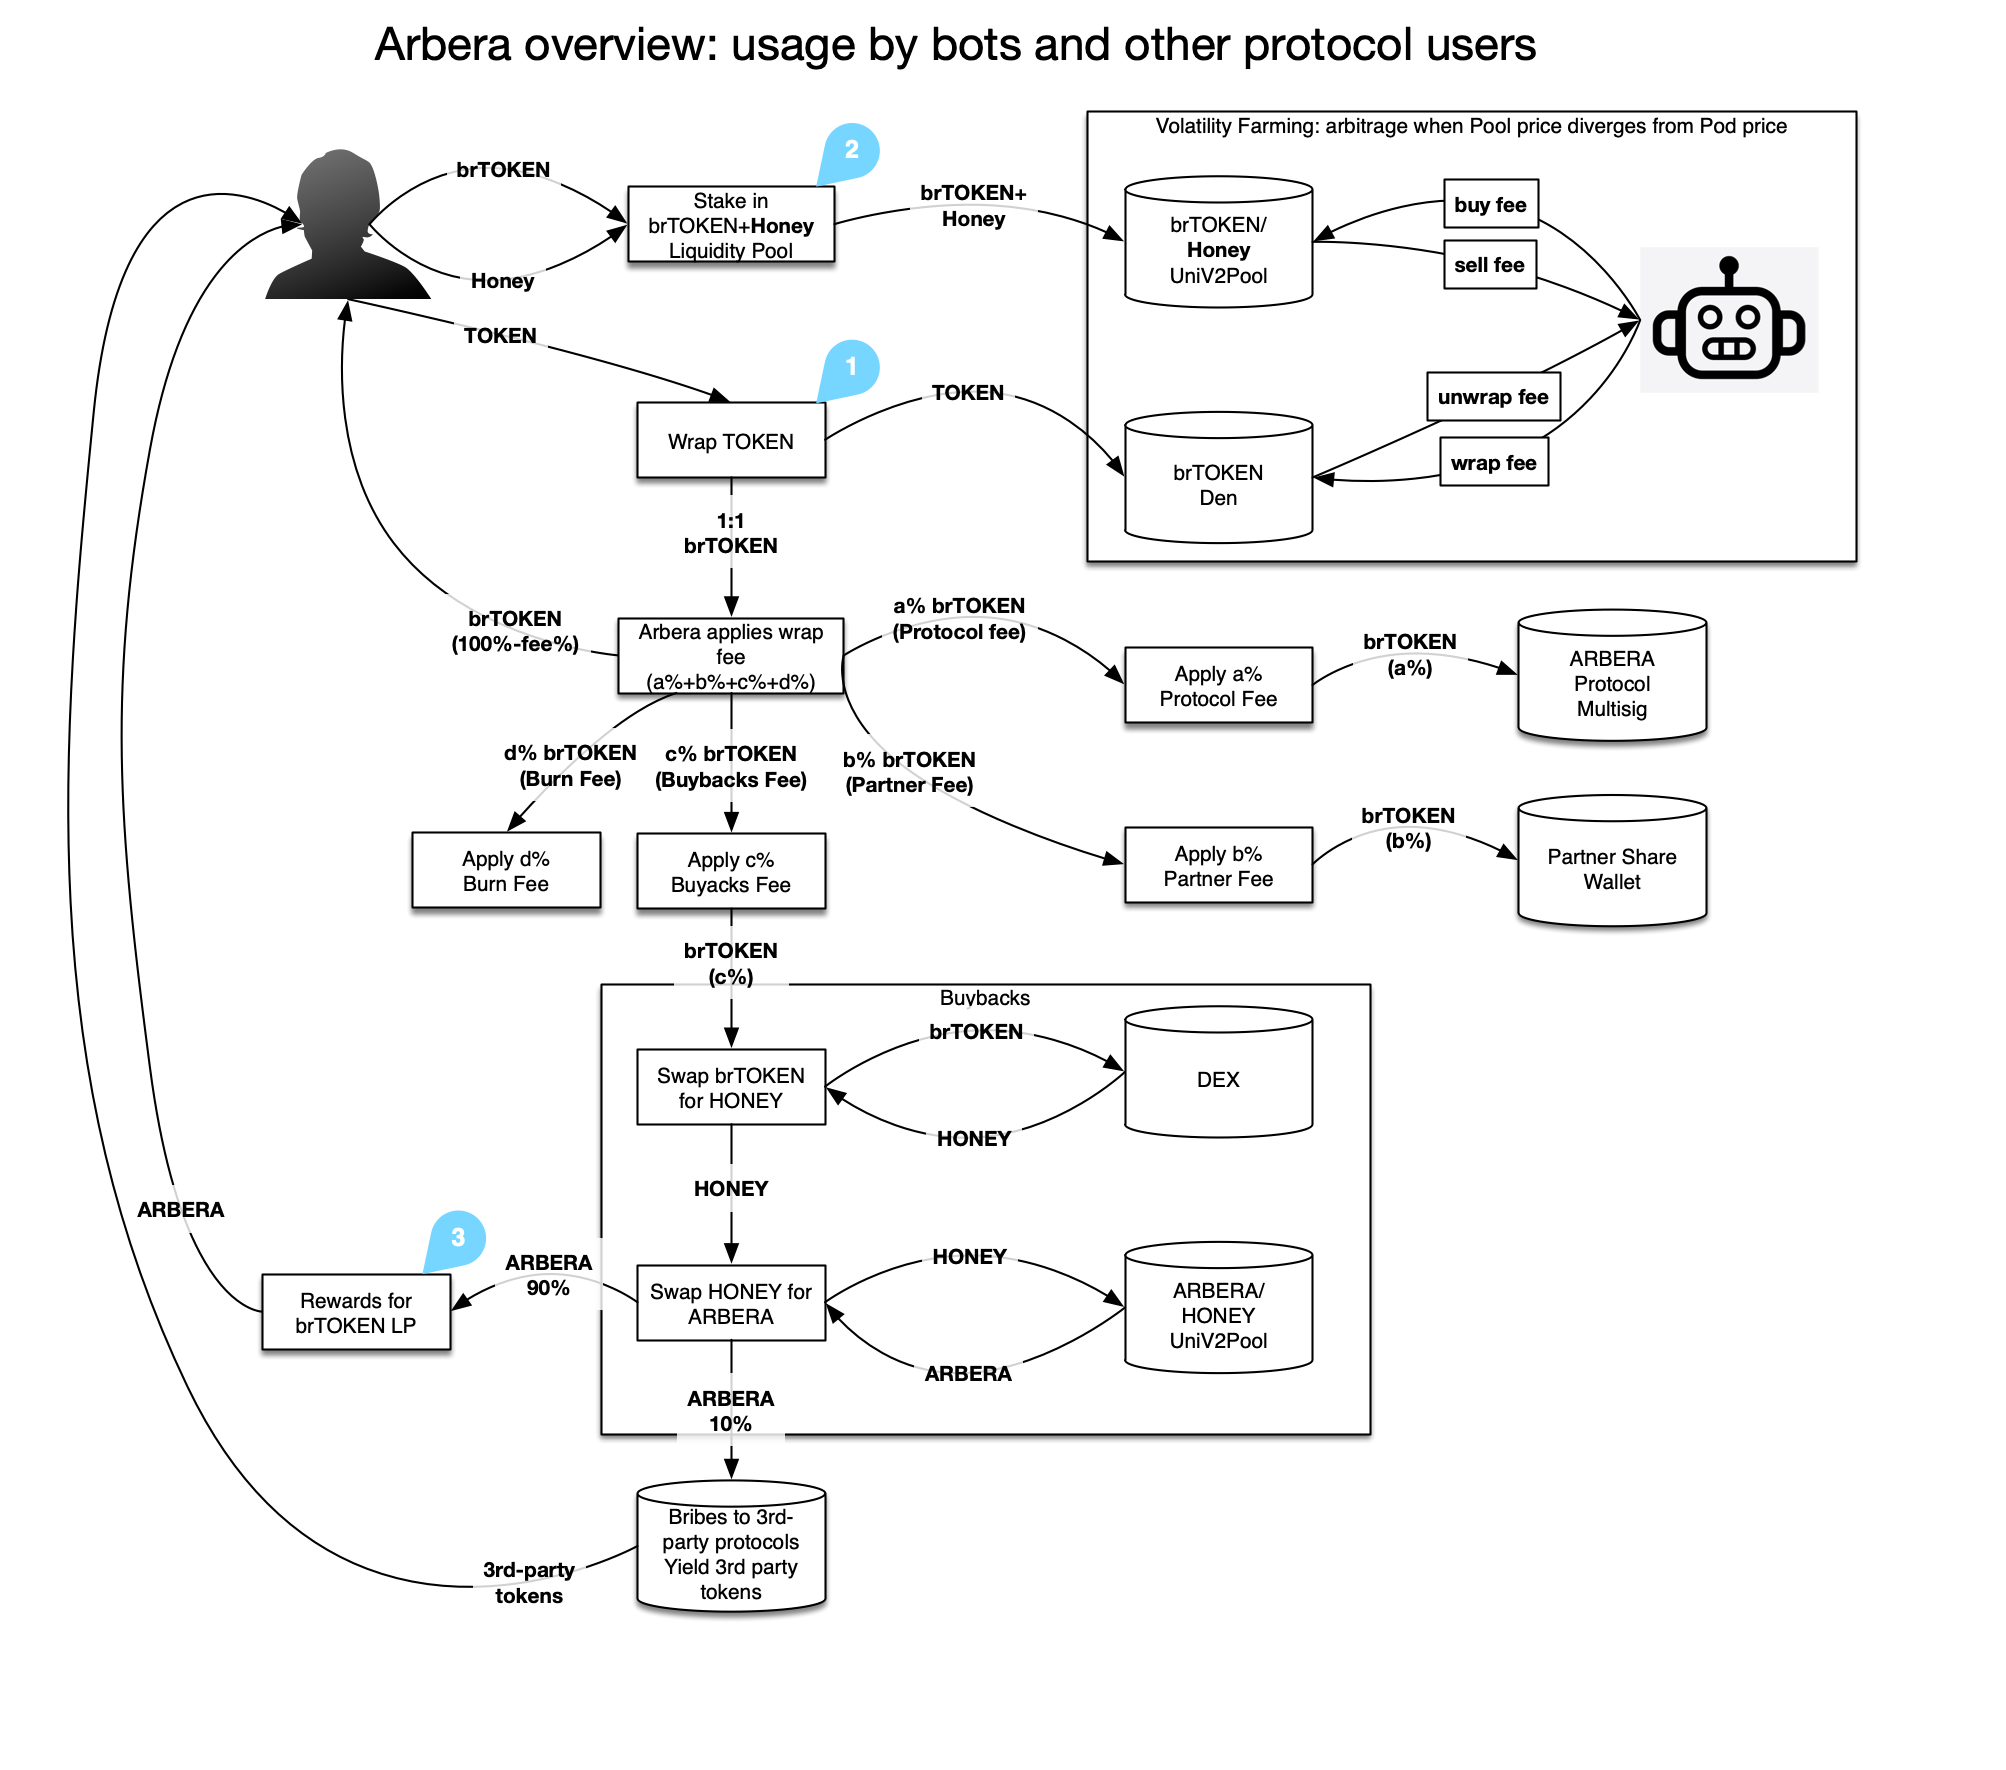 Arbera overview: usage by bots and other protocol users
Volatility Farming: arbitrage when Pool price diverges from Pod price
2
brTOKEN
Honey
Stake in
brTOKEN+Honey
Liquidity Pool
brTOKEN+
Honey
brTOKEN/
Honey
UniV2Pool
buy fee
sell fee
TOKEN
1
Wrap TOKEN
TOKEN
brTOKEN
Den
unwrap fee
wrap fee
1:1
brTOKEN
brTOKEN
(100%-fee%)
Arbera applies wrap
fee
(a%+b%+c%+d%)
a% brTOKEN
(Protocol fee)
Apply a%
Protocol Fee
brTOKEN
(a%)
ARBERA
Protocol
Multisig
d% brTOKEN
(Burn Fee)
c% brTOKEN
(Buybacks Fee)
b% brTOKEN
(Partner Fee)
Apply d%
Burn Fee
Apply c%
Buyacks Fee
Apply b%
Partner Fee
brTOKEN
(b%)
Partner Share
Wallet
brTOKEN
(c%)
Buybacks
Swap brTOKEN
for HONEY
brTOKEN
HONEY
DEX
HONEY
ARBERA
3
Rewards for
brTOKEN LP
ARBERA
90%
Swap HONEY for
ARBERA
HONEY
ARBERA
ARBERA/
HONEY
UniV2Pool
ARBERA
10%
Bribes to 3rd-
party protocols
Yield 3rd party
tokens
3rd-party
tokens